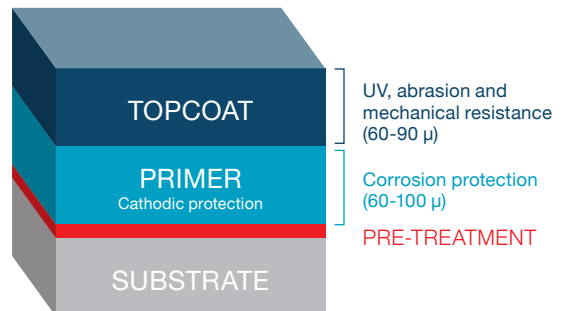 TOPCOAT
UV, abrasion and
mechanical resistance
(60-90 µ)
PRIMER
Cathodic protection
Corrosion protection
(60-100 µ)
PRE-TREATMENT
SUBSTRATE